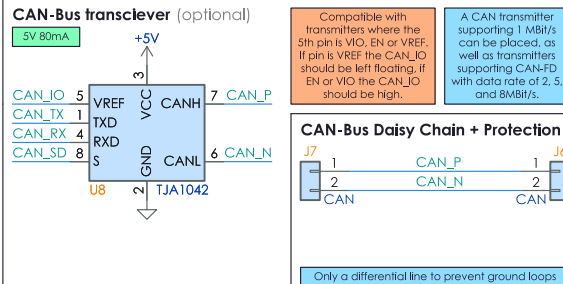 CAN-Bus transciever (optional)
5V 80mA
+5V
3
CAN_IO 5 VREF VCC CANH 7 CAN_P
CAN_TX 1 TXD
CAN_RX 4 RXD
CAN_SD 8 S GND CANL 6 CAN_N
U8 2 TJA1042
Compatible with
transmitters where the
5th pin is VIO, EN or VREF.
If pin is VREF the CAN_IO
should be left floating, if
EN or VIO the CAN_IO
should be high.
A CAN transmitter
supporting 1 MBit/s
can be placed, as
well as transmitters
supporting CAN-FD
with data rate of 2, 5,
and 8MBit/s.
CAN-Bus Daisy Chain + Protection
J7 J6
1 CAN_P 1
2 CAN_N 2
CAN CAN
Only a differential line to prevent ground loops